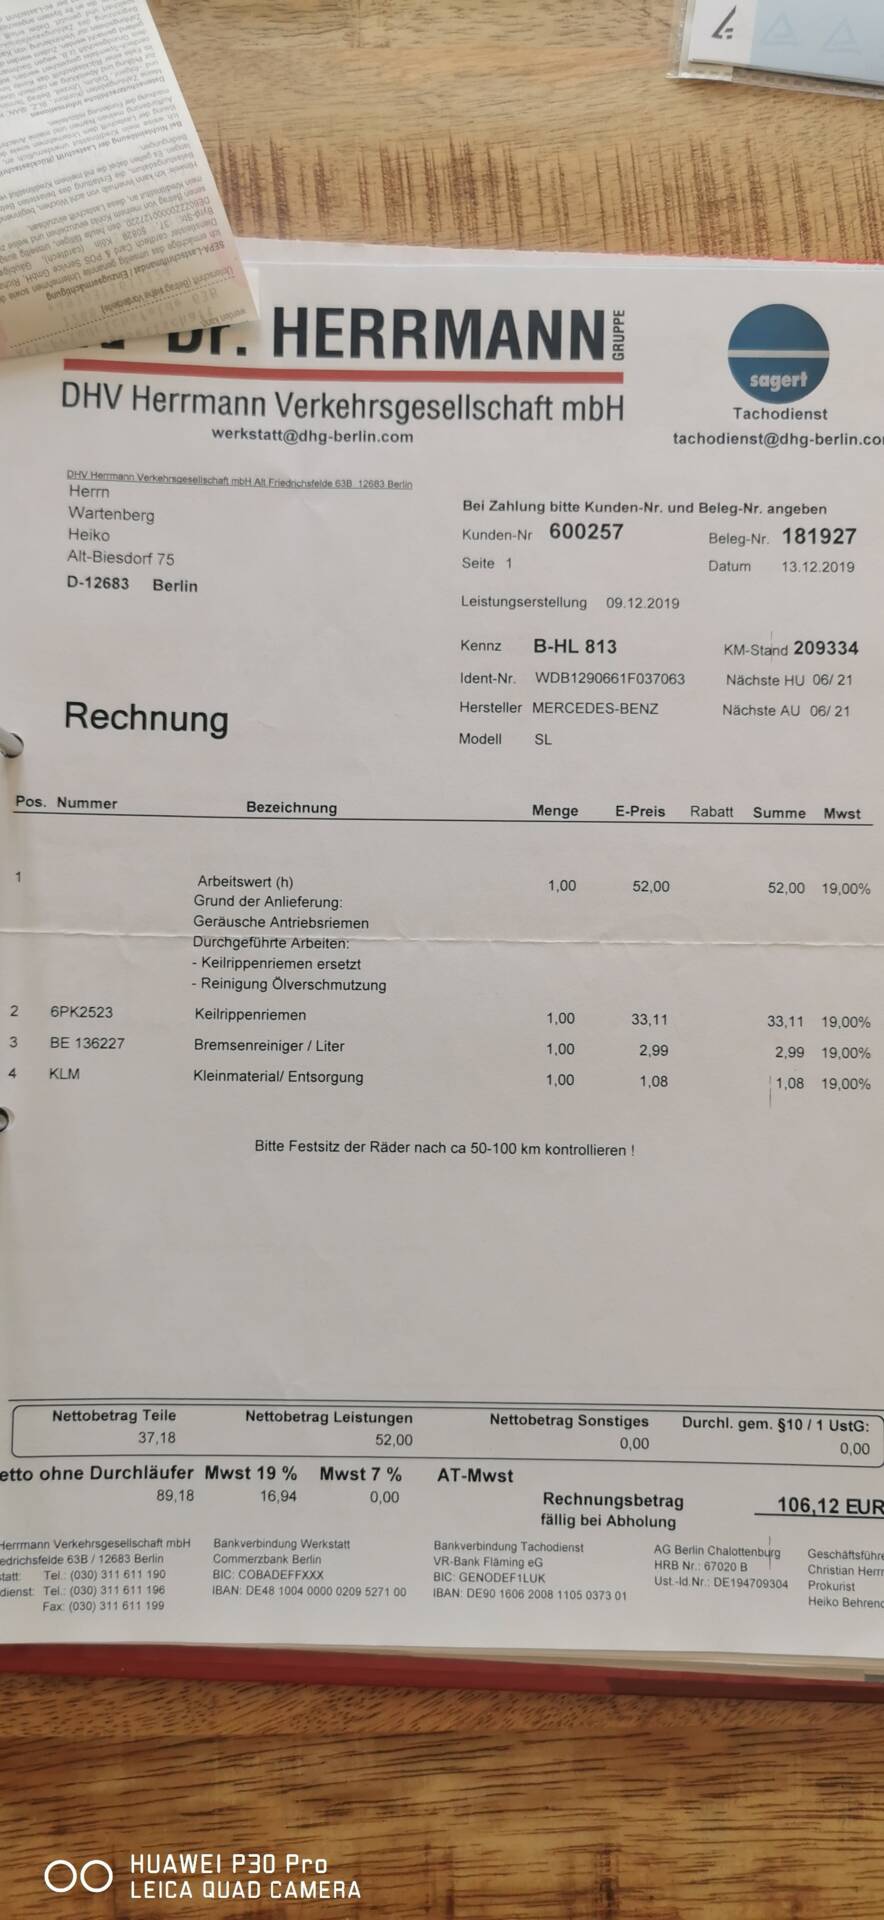 Dr. HERRMANN GRUPPE
DHV Herrmann Verkehrsgesellschaft mbH
werkstatt@dhg-berlin.com
sagert
Tachodienst
tachodienst@dhg-berlin.co
DHV Herrmann Verkehrsgesellschaft mbH Alt Friedrichsfelde 63B 12683 Berlin
Herrn
Wartenberg
Heiko
Alt-Biesdorf 75
D-12683 Berlin
Bei Zahlung bitte Kunden-Nr. und Beleg-Nr. angeben
Kunden-Nr 600257 Beleg-Nr. 181927
Seite 1 Datum 13.12.2019
Leistungserstellung 09.12.2019
Kennz B-HL 813 KM-Stand 209334
Ident-Nr. WDB1290661F037063 Nächste HU 06/ 21
Hersteller MERCEDES-BENZ Nächste AU 06/ 21
Modell SL
Rechnung
Pos. Nummer Bezeichnung Menge E-Preis Rabatt Summe Mwst
1 Arbeitswert (h) 1,00 52,00 52,00 19,00%
Grund der Anlieferung:
Geräusche Antriebsriemen
Durchgeführte Arbeiten:
- Keilrippenriemen ersetzt
- Reinigung Ölverschmutzung
2 6PK2523 Keilrippenriemen 1,00 33,11 33,11 19,00%
3 BE 136227 Bremsenreiniger / Liter 1,00 2,99 2,99 19,00%
4 KLM Kleinmaterial/ Entsorgung 1,00 1,08 1,08 19,00%
Bitte Festsitz der Räder nach ca 50-100 km kontrollieren !
Nettobetrag Teile Nettobetrag Leistungen Nettobetrag Sonstiges Durchl. gem. §10 / 1 UstG:
37,18 52,00 0,00 0,00
etto ohne Durchläufer Mwst 19 % Mwst 7 % AT-Mwst
89,18 16,94 0,00
Rechnungsbetrag 106,12 EUR
fällig bei Abholung
Herrmann Verkehrsgesellschaft mbH
edrichsfelde 63B / 12683 Berlin
tatt: Tel.: (030) 311 611 190
dienst: Tel.: (030) 311 611 196
Fax: (030) 311 611 199
Bankverbindung Werkstatt
Commerzbank Berlin
BIC: COBADEFFXXX
IBAN: DE48 1004 0000 0209 5271 00
Bankverbindung Tachodienst
VR-Bank Fläming eG
BIC: GENODEF1LUK
IBAN: DE90 1606 2008 1105 0373 01
AG Berlin Chalottenburg
HRB Nr.: 67020 B
Ust.-Id.Nr.: DE194709304
Geschäftsführe
Christian Herrm
Prokurist
Heiko Behrend
HUAWEI P30 Pro
LEICA QUAD CAMERA